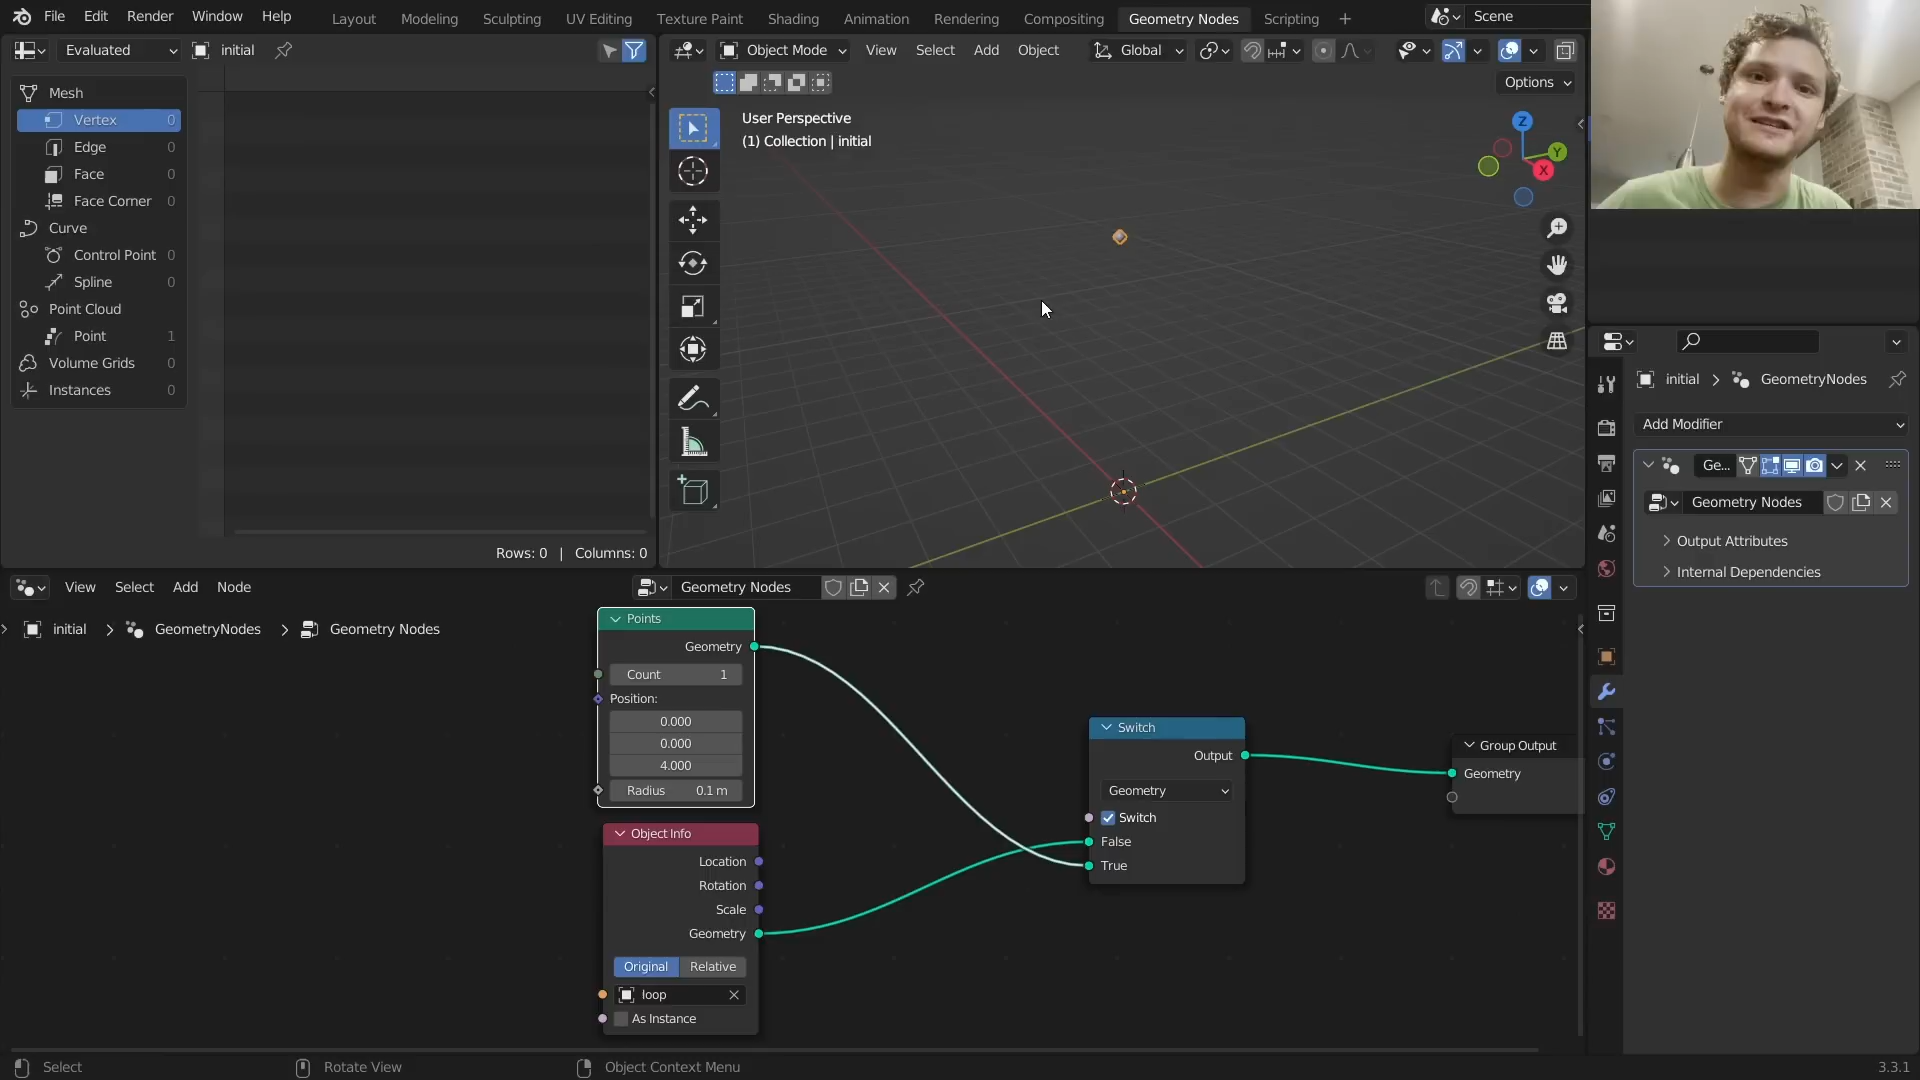 File Edit Render Window Help
Layout Modeling Sculpting UV Editing Texture Paint Shading Animation Rendering Compositing Geometry Nodes Scripting +
Scene
Evaluated initial
Object Mode View Select Add Object Global
Options
Mesh
Vertex 0
Edge 0
Face 0
Face Corner 0
Curve
Control Point 0
Spline 0
Point Cloud
Point 1
Volume Grids 0
Instances 0
Rows: 0 | Columns: 0
User Perspective
(1) Collection | initial
Z
Y
X
initial > GeometryNodes
Add Modifier
Ge...
Geometry Nodes
Output Attributes
Internal Dependencies
View Select Add Node
Geometry Nodes
initial > GeometryNodes > Geometry Nodes
Points
Geometry
Count 1
Position:
0.000
0.000
4.000
Radius 0.1 m
Object Info
Location
Rotation
Scale
Geometry
Original Relative
loop
As Instance
Switch
Output
Geometry
Switch
False
True
Group Output
Geometry
Select
Rotate View
Object Context Menu
3.3.1